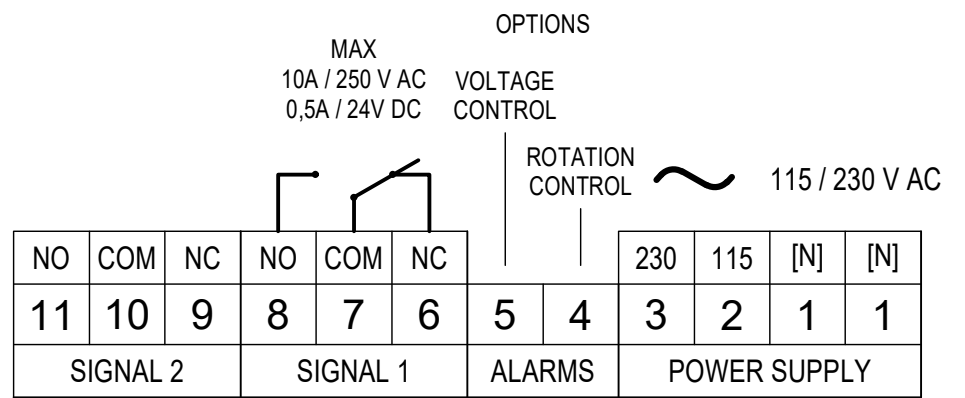 OPTIONS
MAX
10A / 250 V AC
0,5A / 24V DC
VOLTAGE
CONTROL
ROTATION
CONTROL
115 / 230 V AC
NO COM NC NO COM NC 230 115 [N] [N]
11 10 9 8 7 6 5 4 3 2 1 1
SIGNAL 2 SIGNAL 1 ALARMS POWER SUPPLY